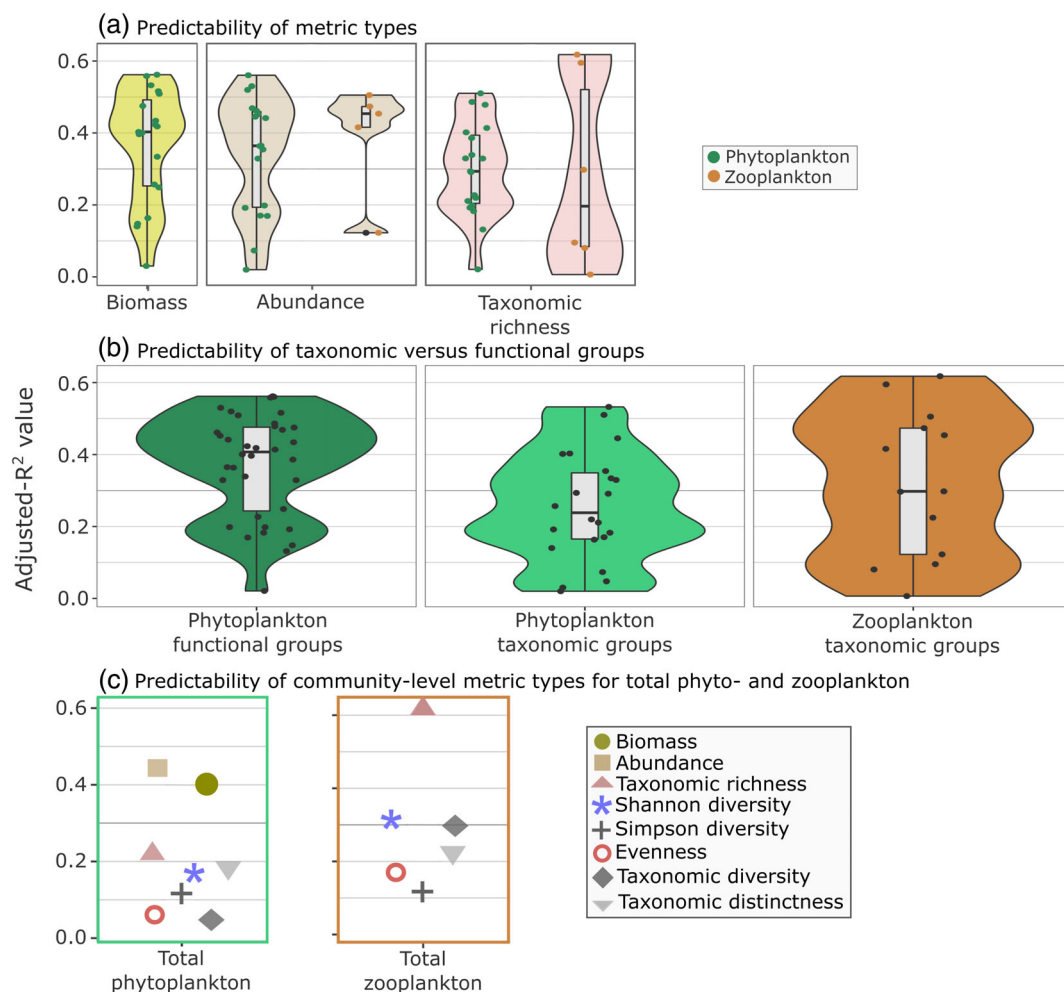 (a) Predictability of metric types
0.6
0.4
0.2
0.0
Biomass
Abundance
Taxonomic
richness
Phytoplankton
Zooplankton
(b) Predictability of taxonomic versus functional groups
Adjusted-R² value
0.6
0.4
0.2
0.0
Phytoplankton
functional groups
Phytoplankton
taxonomic groups
Zooplankton
taxonomic groups
(c) Predictability of community-level metric types for total phyto- and zooplankton
0.6
0.4
0.2
0.0
Total
phytoplankton
Total
zooplankton
Biomass
Abundance
Taxonomic richness
Shannon diversity
Simpson diversity
Evenness
Taxonomic diversity
Taxonomic distinctness